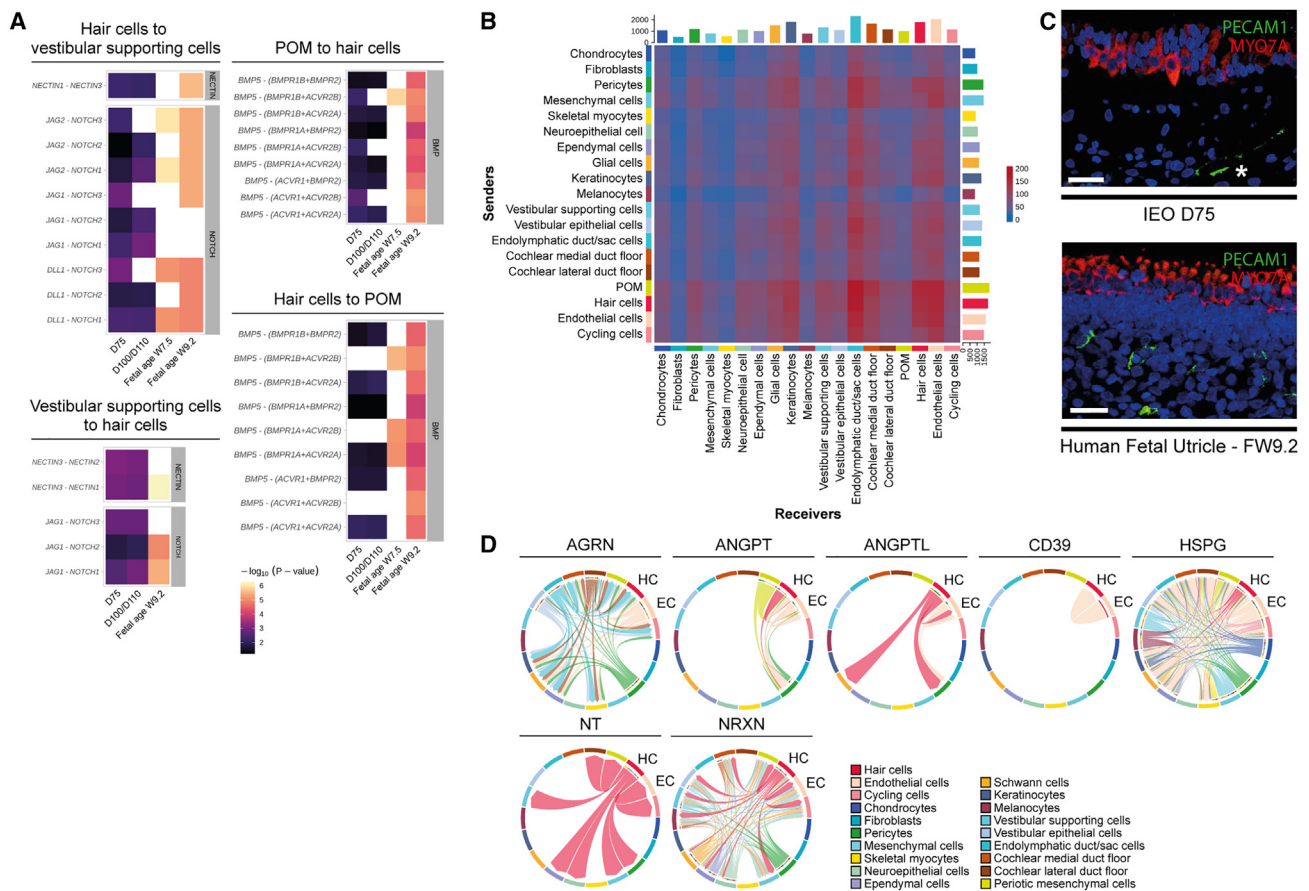 A
Hair cells to
vestibular supporting cells
NECTIN1 - NECTIN3
NECTIN
JAG2 - NOTCH3
JAG2 - NOTCH2
JAG2 - NOTCH1
JAG1 - NOTCH3
JAG1 - NOTCH2
JAG1 - NOTCH1
DLL1 - NOTCH3
DLL1 - NOTCH2
DLL1 - NOTCH1
NOTCH
D75
D100/D110
Fetal age W7.5
Fetal age W9.2
Vestibular supporting cells
to hair cells
NECTIN3 - NECTIN2
NECTIN3 - NECTIN1
NECTIN
JAG1 - NOTCH3
JAG1 - NOTCH2
JAG1 - NOTCH1
NOTCH
D75
D100/D110
Fetal age W9.2
POM to hair cells
BMP5 - (BMPR1B+BMPR2)
BMP5 - (BMPR1B+ACVR2B)
BMP5 - (BMPR1B+ACVR2A)
BMP5 - (BMPR1A+BMPR2)
BMP5 - (BMPR1A+ACVR2B)
BMP5 - (BMPR1A+ACVR2A)
BMP5 - (ACVR1+BMPR2)
BMP5 - (ACVR1+ACVR2B)
BMP5 - (ACVR1+ACVR2A)
BMP
D75
D100/D110
Fetal age W7.5
Fetal age W9.2
Hair cells to POM
BMP5 - (BMPR1B+BMPR2)
BMP5 - (BMPR1B+ACVR2B)
BMP5 - (BMPR1B+ACVR2A)
BMP5 - (BMPR1A+BMPR2)
BMP5 - (BMPR1A+ACVR2B)
BMP5 - (BMPR1A+ACVR2A)
BMP5 - (ACVR1+BMPR2)
BMP5 - (ACVR1+ACVR2B)
BMP5 - (ACVR1+ACVR2A)
BMP
D75
D100/D110
Fetal age W7.5
Fetal age W9.2
−log10 (P − value)
6
5
4
3
2
B
2000
1000
0
Senders
Chondrocytes
Fibroblasts
Pericytes
Mesenchymal cells
Skeletal myocytes
Neuroepithelial cell
Ependymal cells
Glial cells
Keratinocytes
Melanocytes
Vestibular supporting cells
Vestibular epithelial cells
Endolymphatic duct/sac cells
Cochlear medial duct floor
Cochlear lateral duct floor
POM
Hair cells
Endothelial cells
Cycling cells
200
150
100
50
0
0
500
1000
1500
Chondrocytes
Fibroblasts
Pericytes
Mesenchymal cells
Skeletal myocytes
Neuroepithelial cell
Ependymal cells
Glial cells
Keratinocytes
Melanocytes
Vestibular supporting cells
Vestibular epithelial cells
Endolymphatic duct/sac cells
Cochlear medial duct floor
Cochlear lateral duct floor
POM
Hair cells
Endothelial cells
Cycling cells
Receivers
C
PECAM1
MYO7A
*
IEO D75
PECAM1
MYO7A
Human Fetal Utricle - FW9.2
D
AGRN
HC
EC
ANGPT
HC
EC
ANGPTL
HC
EC
CD39
HC
EC
HSPG
HC
EC
NT
HC
EC
NRXN
HC
EC
Hair cells
Endothelial cells
Cycling cells
Chondrocytes
Fibroblasts
Pericytes
Mesenchymal cells
Skeletal myocytes
Neuroepithelial cells
Ependymal cells
Schwann cells
Keratinocytes
Melanocytes
Vestibular supporting cells
Vestibular epithelial cells
Endolymphatic duct/sac cells
Cochlear medial duct floor
Cochlear lateral duct floor
Periotic mesenchymal cells